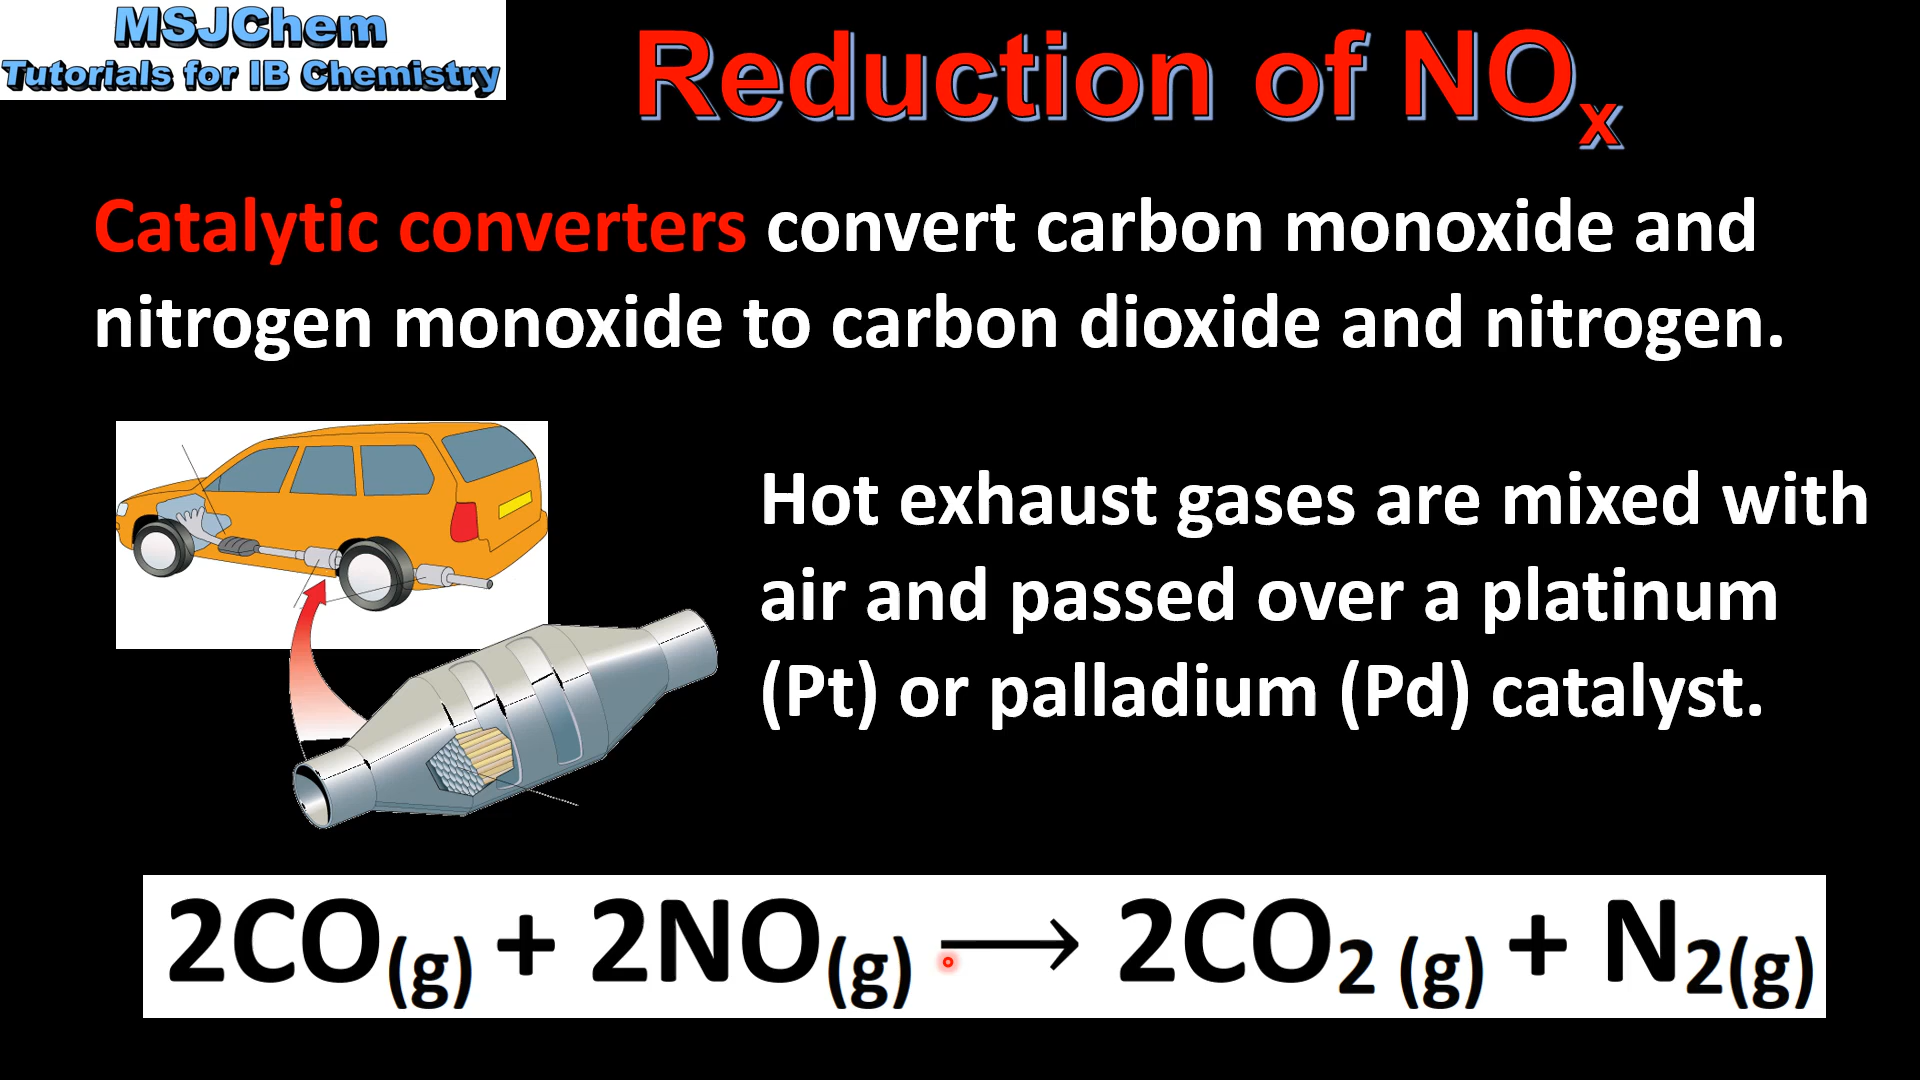 MSJChem
Tutorials for IB Chemistry
Reduction of NOₓ
Catalytic converters convert carbon monoxide and
nitrogen monoxide to carbon dioxide and nitrogen.
Hot exhaust gases are mixed with
air and passed over a platinum
(Pt) or palladium (Pd) catalyst.
2CO(g) + 2NO(g) ⟶ 2CO₂ (g) + N₂(g)